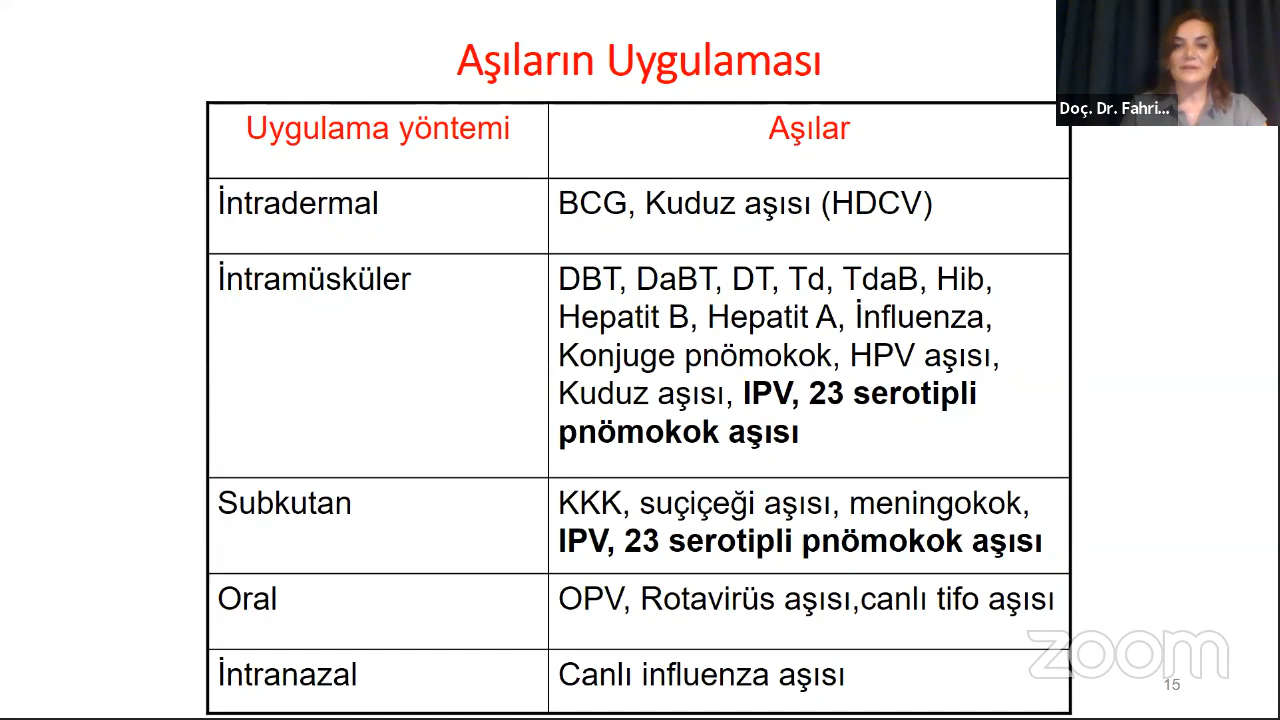 Aşıların Uygulaması
Doç. Dr. Fahri...
Uygulama yöntemi
Aşılar
İntradermal
BCG, Kuduz aşısı (HDCV)
İntramüsküler
DBT, DaBT, DT, Td, TdaB, Hib,
Hepatit B, Hepatit A, İnfluenza,
Konjuge pnömokok, HPV aşısı,
Kuduz aşısı, IPV, 23 serotipli
pnömokok aşısı
Subkutan
KKK, suçiçeği aşısı, meningokok,
IPV, 23 serotipli pnömokok aşısı
Oral
OPV, Rotavirüs aşısı,canlı tifo aşısı
İntranazal
Canlı influenza aşısı
zoom
15